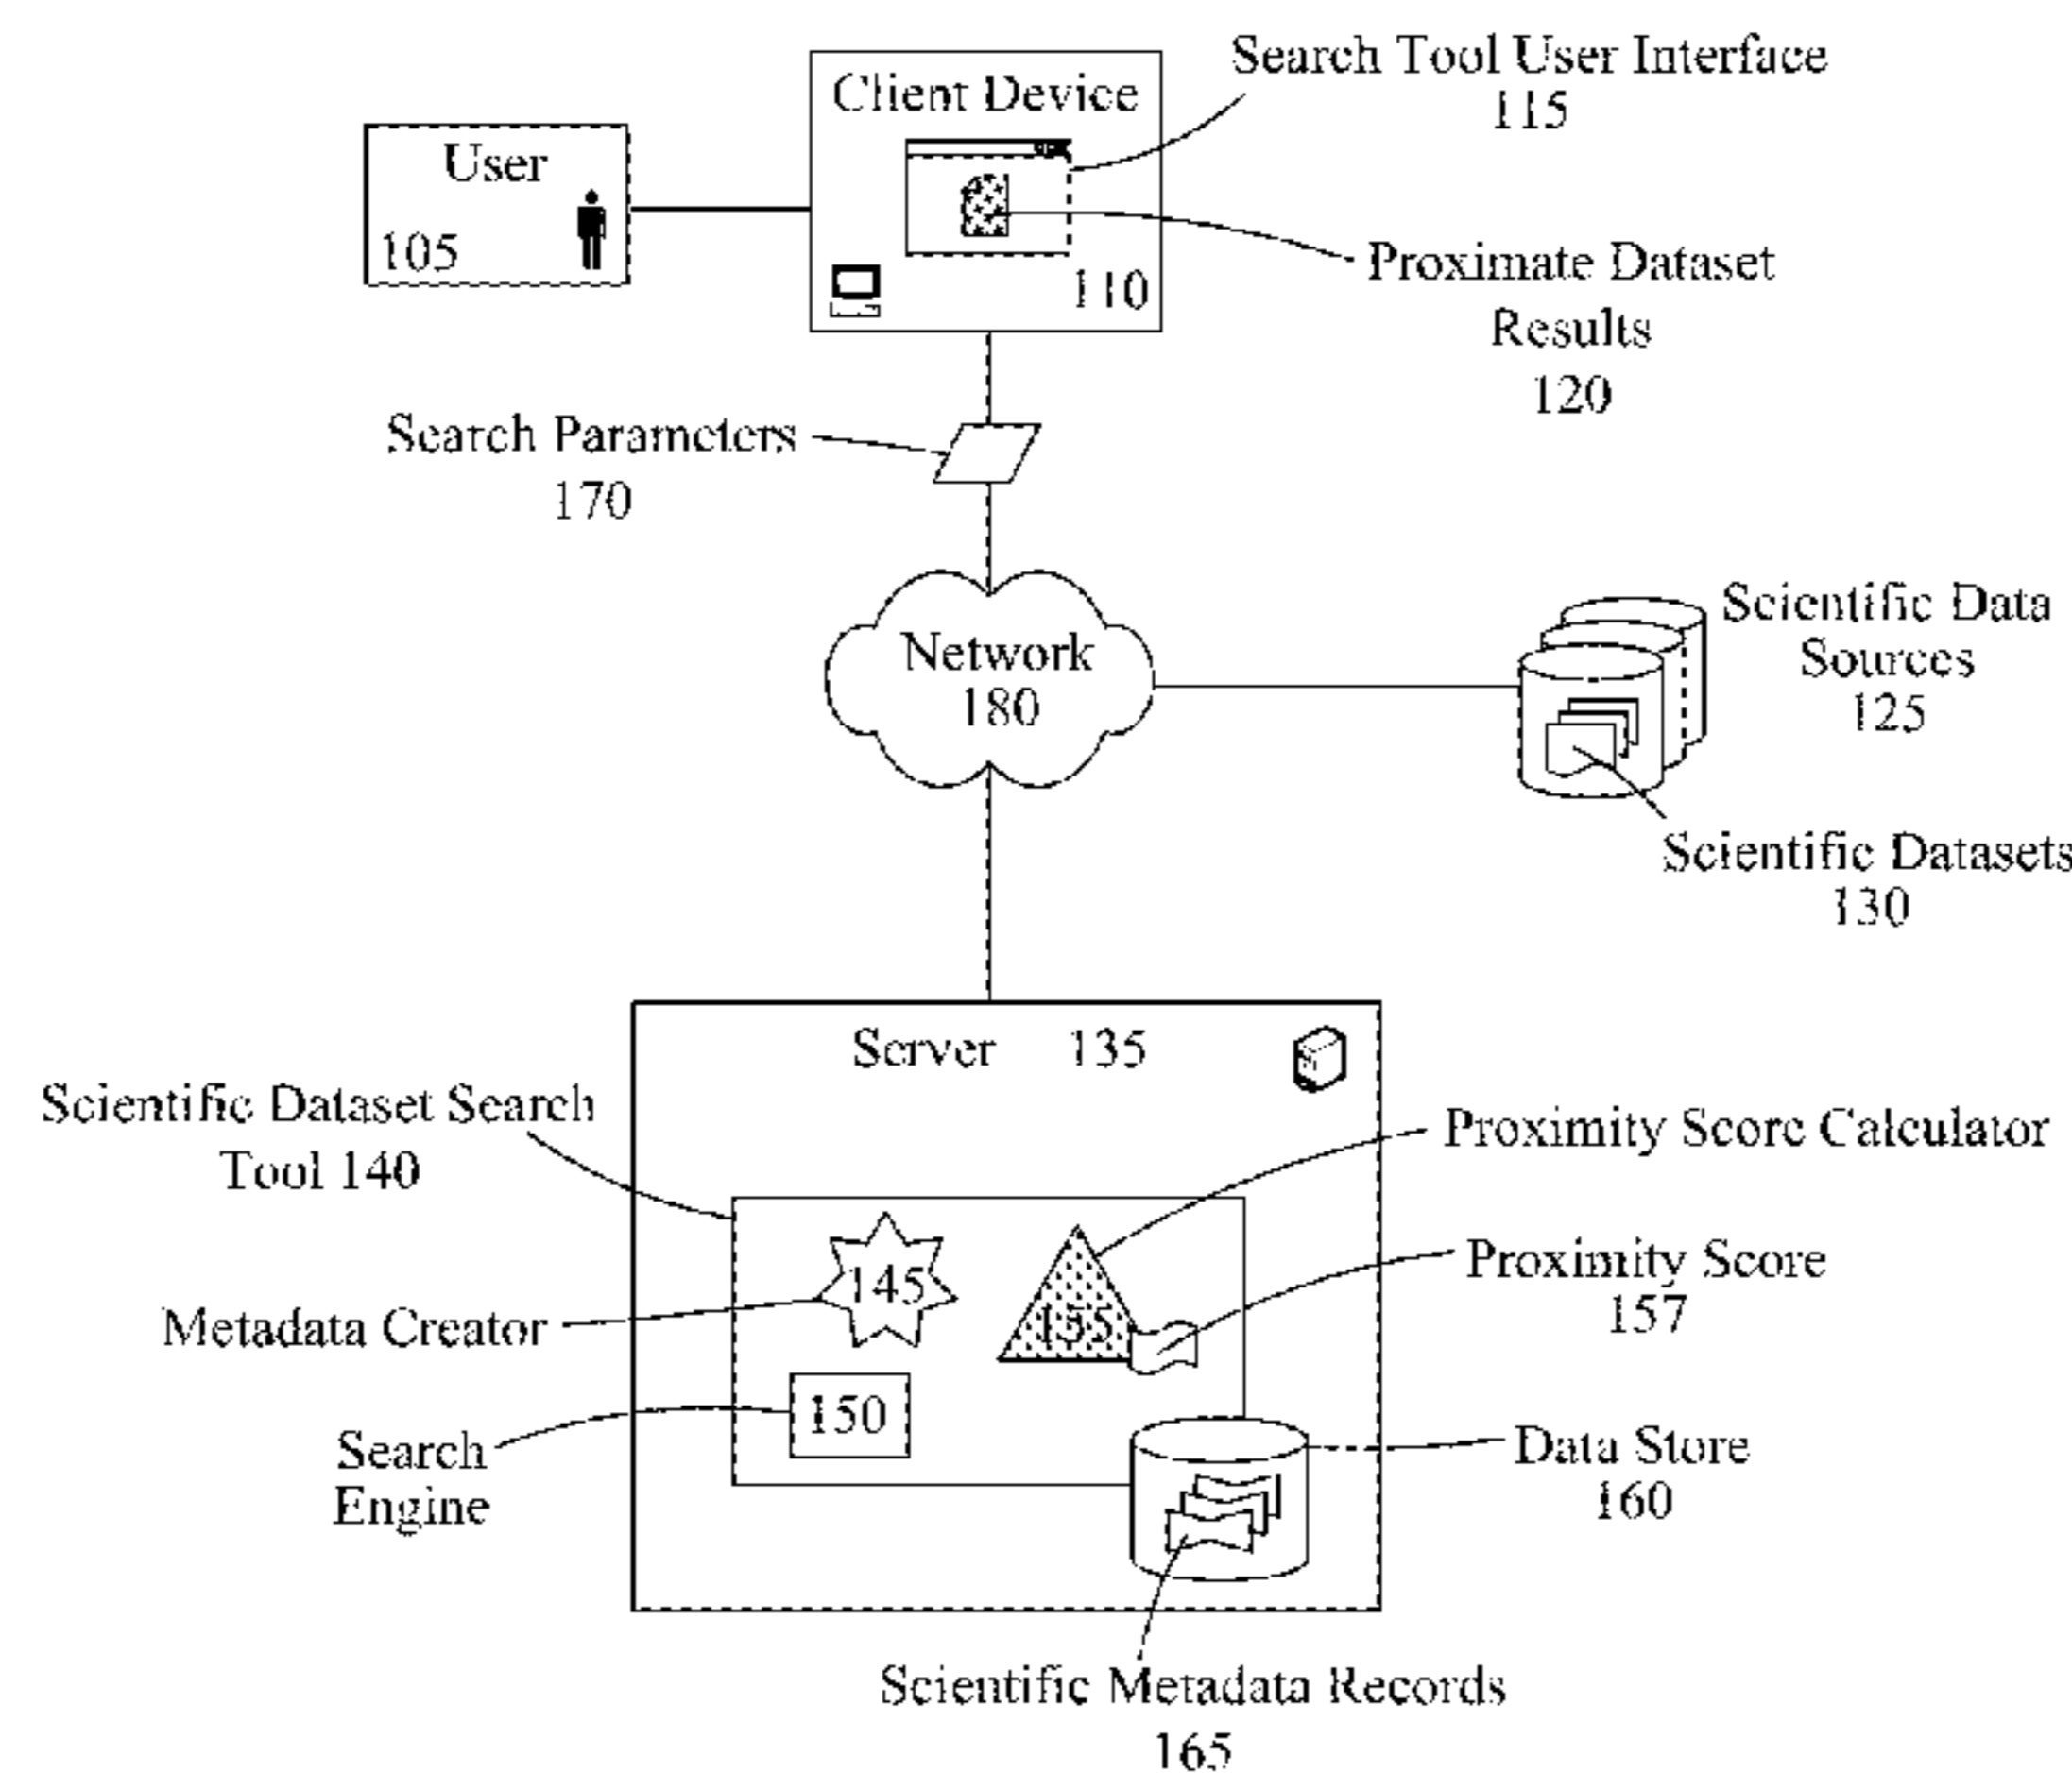 Search Tool User Interface
115
Client Device
User
105
110
Proximate Dataset
Results
120
Search Parameters
170
Network
180
Scientific Data
Sources
125
Scientific Datasets
130
Server 135
Scientific Dataset Search
Tool 140
Proximity Score Calculator
145
155
Proximity Score
157
Metadata Creator
150
Search
Engine
Data Store
160
Scientific Metadata Records
165